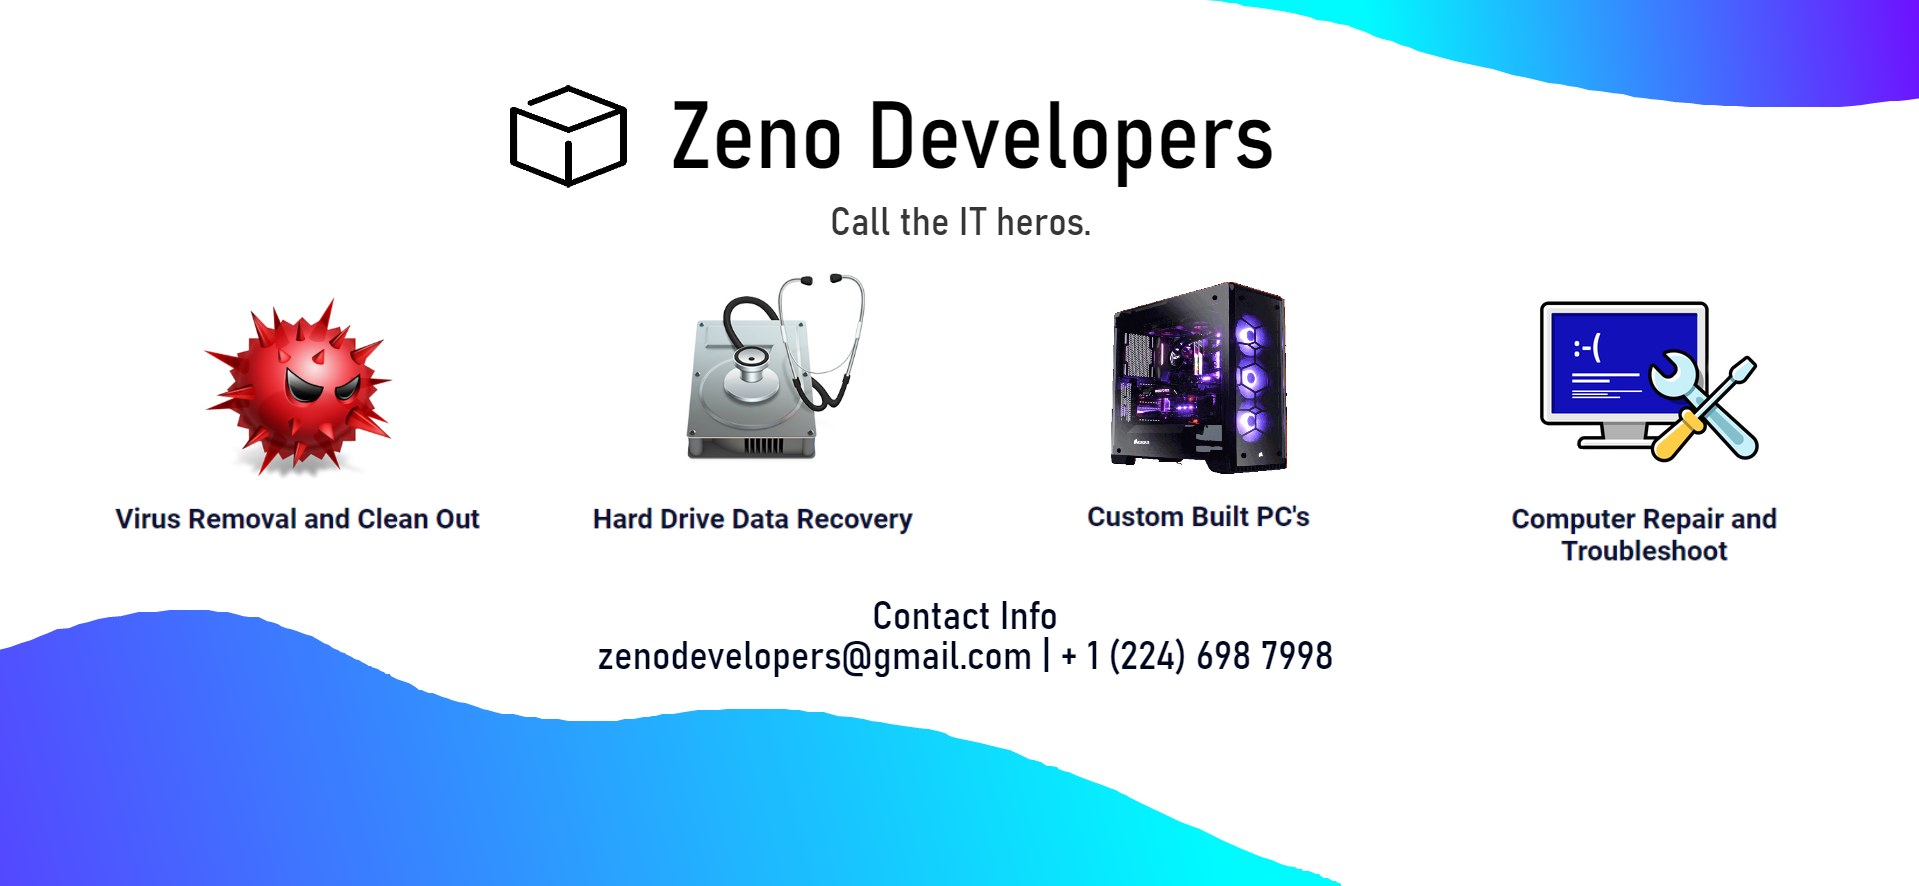 Zeno Developers
Call the IT heros.
:-(
Virus Removal and Clean Out
Hard Drive Data Recovery
Custom Built PC's
Computer Repair and
Troubleshoot
Contact Info
zenodevelopers@gmail.com | + 1 (224) 698 7998